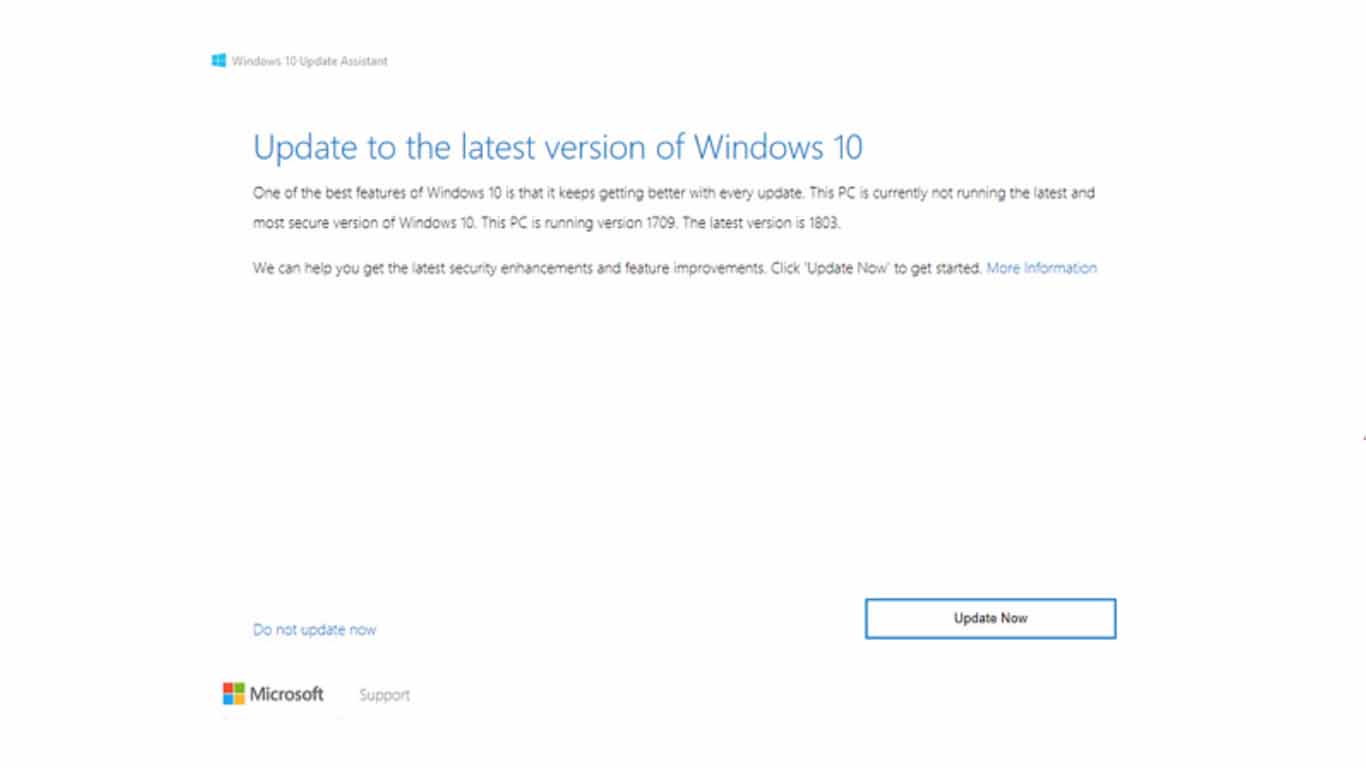 Windows 10 Update Assistant
Update to the latest version of Windows 10
One of the best features of Windows 10 is that it keeps getting better with every update. This PC is currently not running the latest and
most secure version of Windows 10. This PC is running version 1709. The latest version is 1803.
We can help you get the latest security enhancements and feature improvements. Click 'Update Now' to get started. More Information
Update Now
Do not update now
Microsoft Support